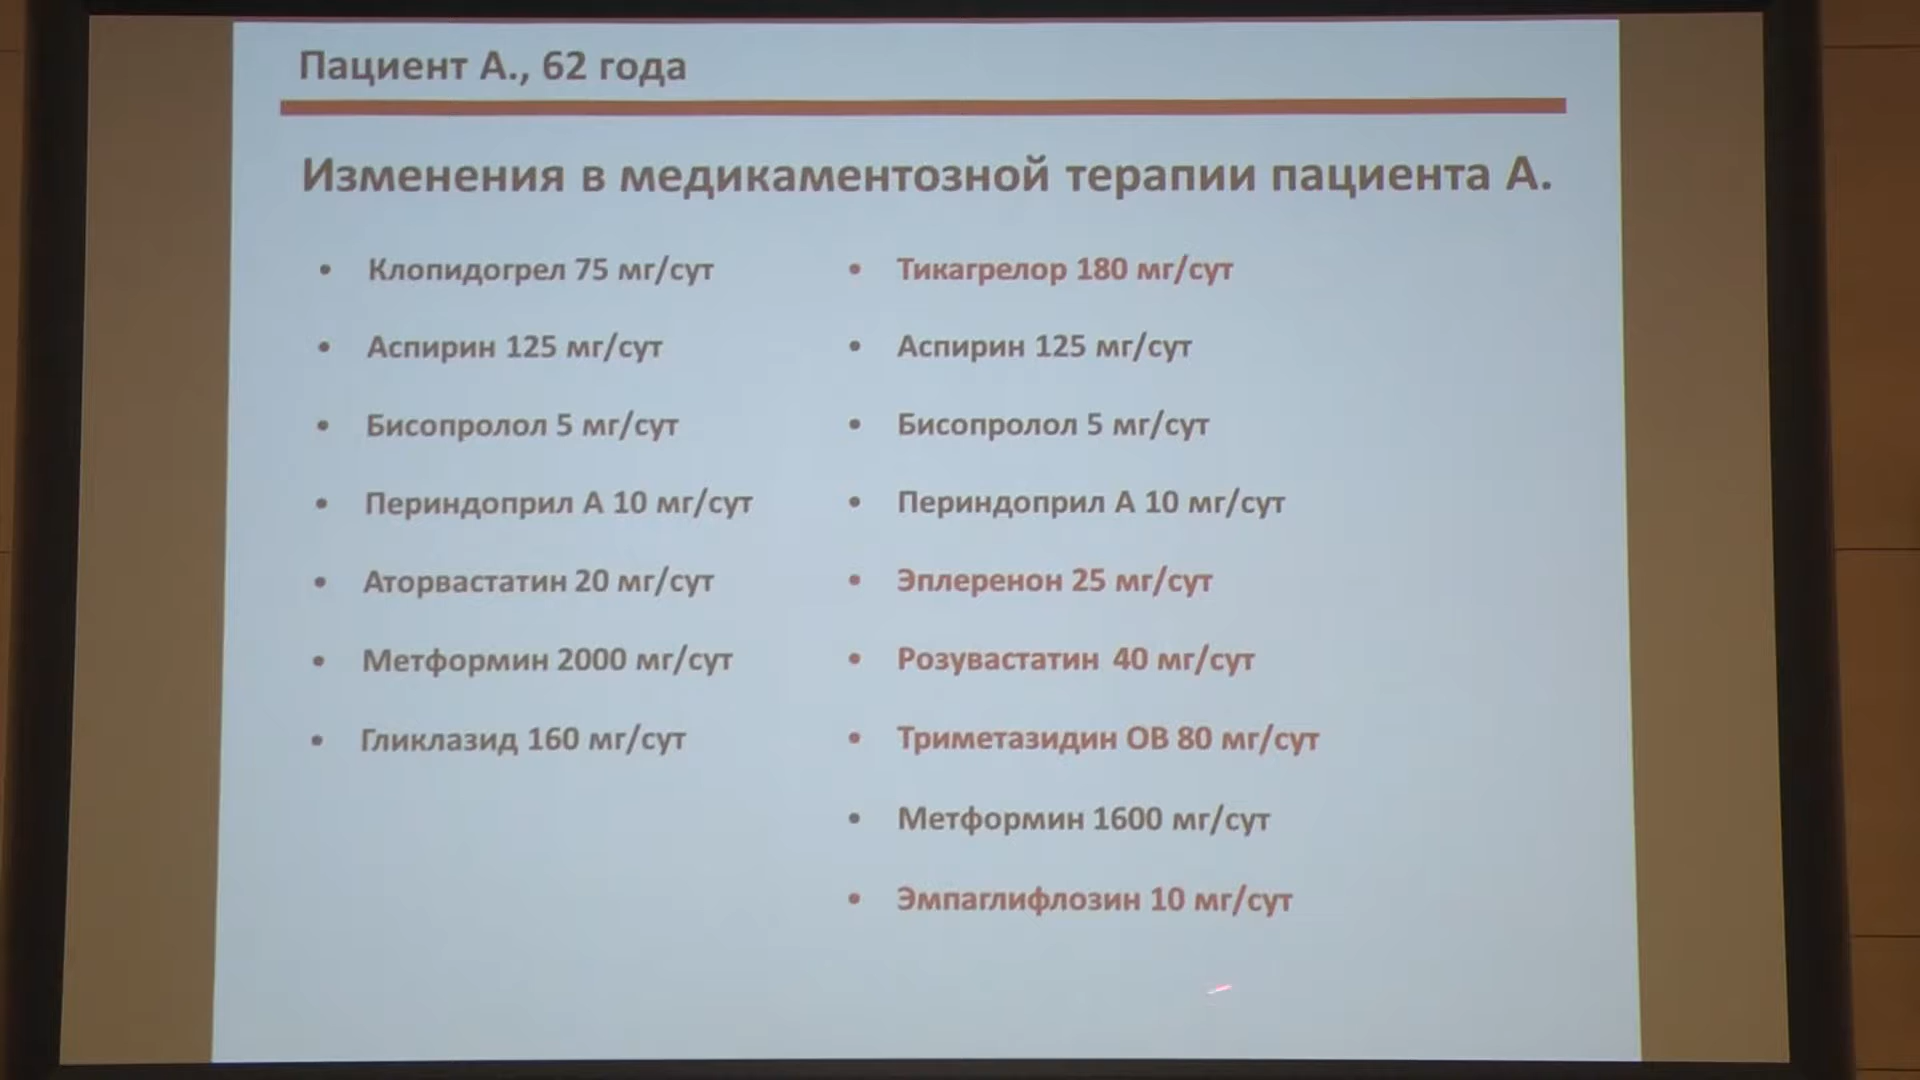 Пациент А., 62 года
Изменения в медикаментозной терапии пациента А.
• Клопидогрел 75 мг/сут
• Аспирин 125 мг/сут
• Бисопролол 5 мг/сут
• Периндоприл А 10 мг/сут
• Аторвастатин 20 мг/сут
• Метформин 2000 мг/сут
• Гликлазид 160 мг/сут
• Тикагрелор 180 мг/сут
• Аспирин 125 мг/сут
• Бисопролол 5 мг/сут
• Периндоприл А 10 мг/сут
• Эплеренон 25 мг/сут
• Розувастатин 40 мг/сут
• Триметазидин ОВ 80 мг/сут
• Метформин 1600 мг/сут
• Эмпаглифлозин 10 мг/сут